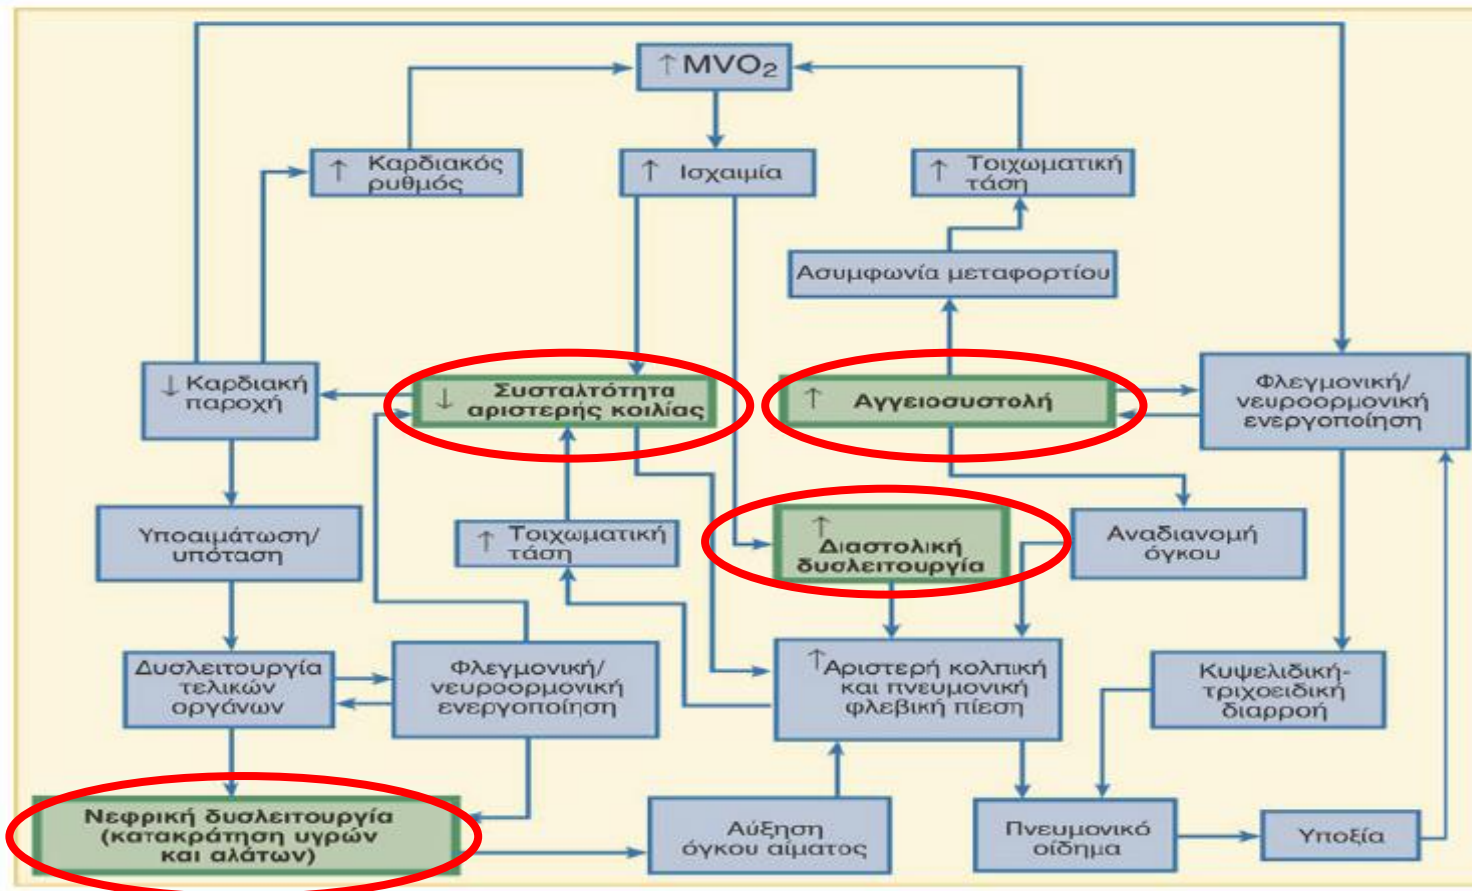 ↑ MVO₂
↑ Καρδιακός
ρυθμός
↑ Ισχαιμία
↑ Τοιχωματική
τάση
Ασυμφωνία μεταφορτίου
↓ Καρδιακή
παροχή
↓ Συσταλτότητα
αριστερής κοιλίας
↑ Αγγειοσυστολή
Φλεγμονική/
νευροορμονική
ενεργοποίηση
Υποαιμάτωση/
υπόταση
↑ Τοιχωματική
τάση
↑
Διαστολική
δυσλειτουργία
Αναδιανομή
όγκου
Δυσλειτουργία
τελικών
οργάνων
Φλεγμονική/
νευροορμονική
ενεργοποίηση
↑ Αριστερή κολπική
και πνευμονική
φλεβική πίεση
Κυψελιδική-
τριχοειδική
διαρροή
Νεφρική δυσλειτουργία
(κατακράτηση υγρών
και αλάτων)
Αύξηση
όγκου αίματος
Πνευμονικό
οίδημα
Υποξία